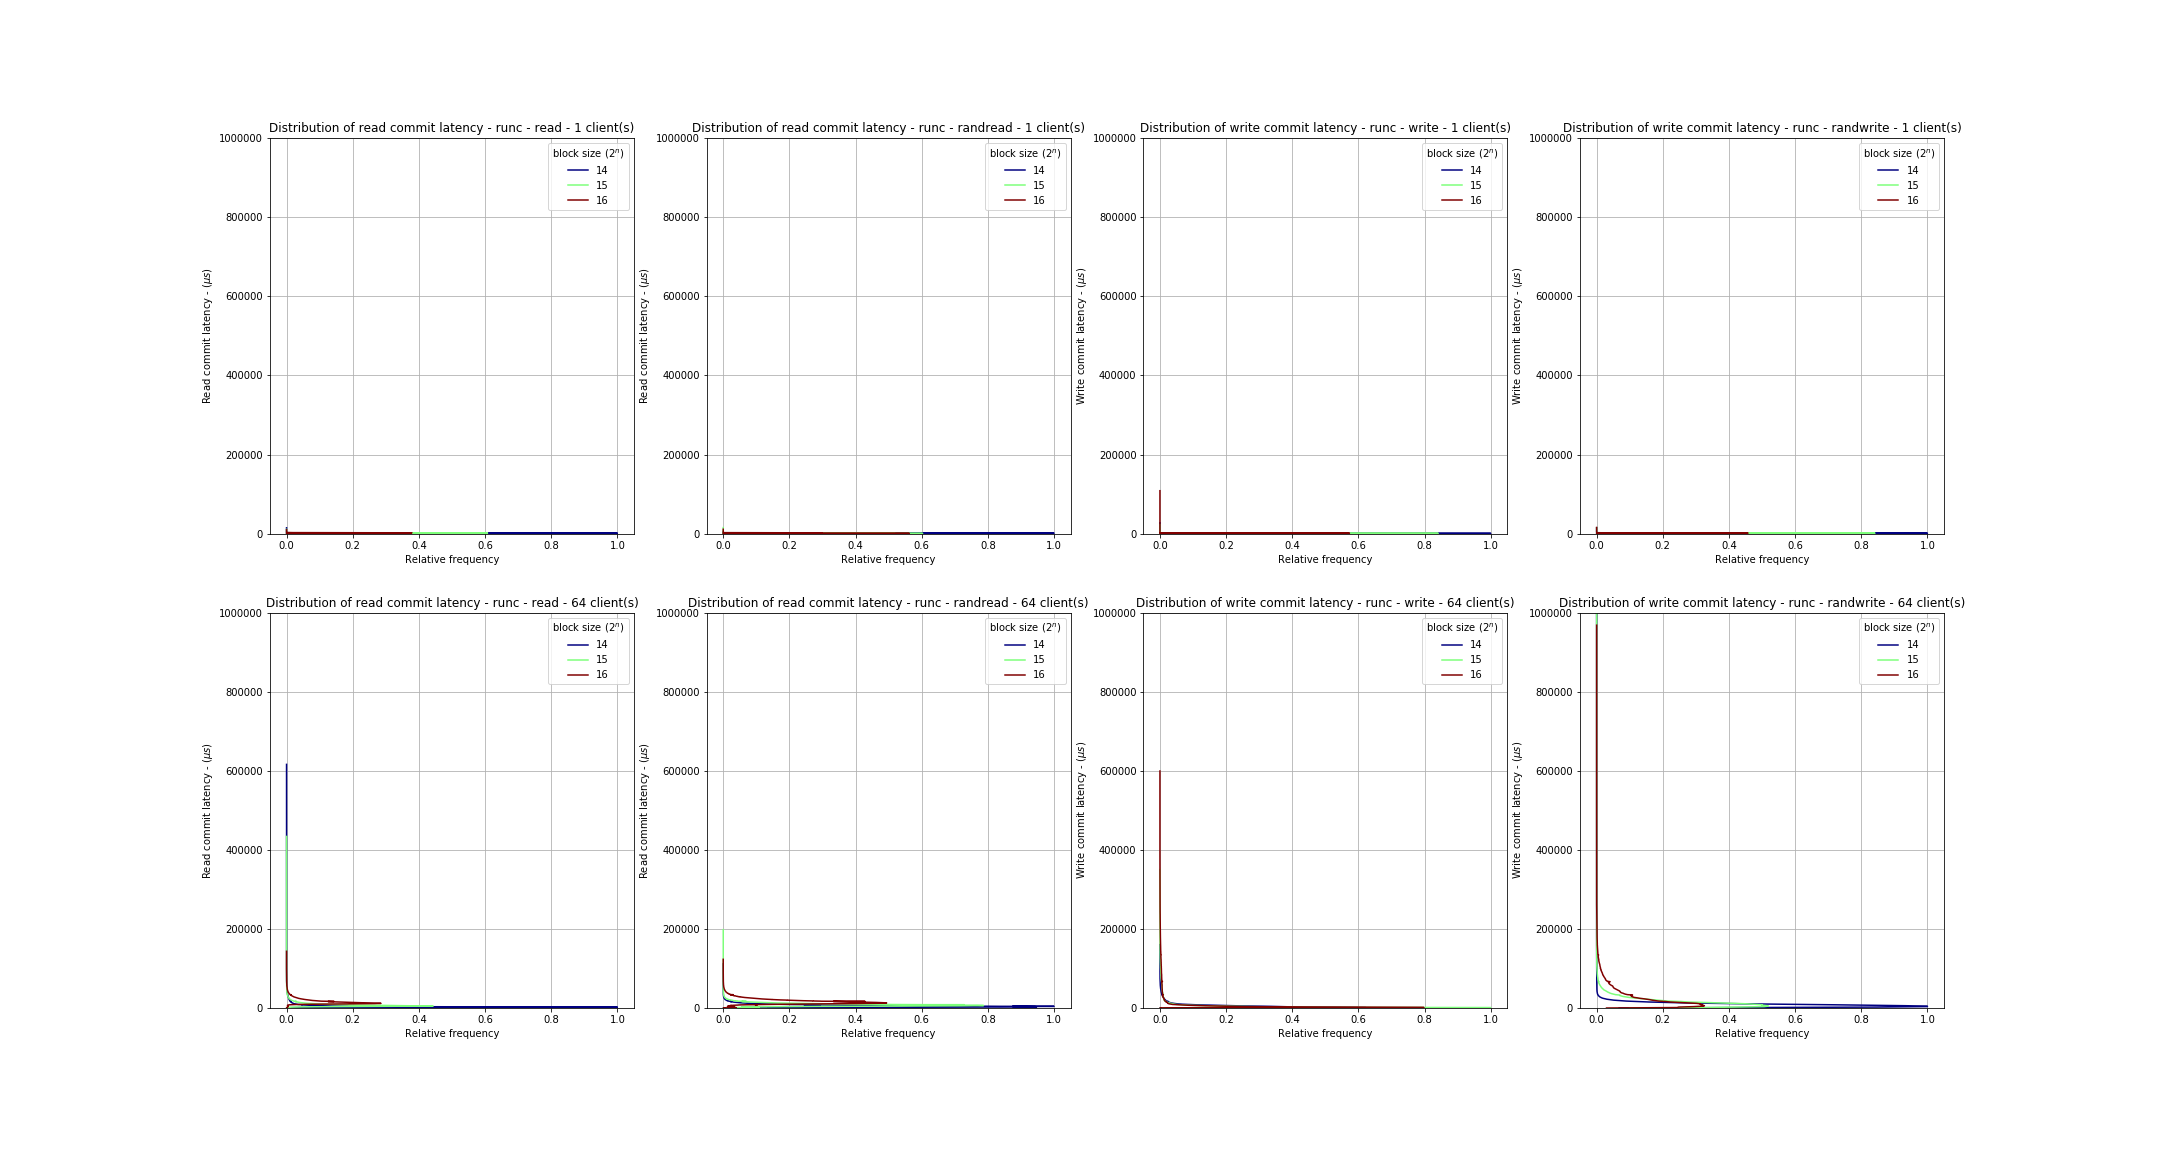 Distribution of read commit latency - runc - read - 1 client(s)
Read commit latency - (μs)
1000000
800000
600000
400000
200000
0
block size (2ⁿ)
14
15
16
0.0 0.2 0.4 0.6 0.8 1.0
Relative frequency
Distribution of read commit latency - runc - randread - 1 client(s)
Read commit latency - (μs)
1000000
800000
600000
400000
200000
0
block size (2ⁿ)
14
15
16
0.0 0.2 0.4 0.6 0.8 1.0
Relative frequency
Distribution of write commit latency - runc - write - 1 client(s)
Write commit latency - (μs)
1000000
800000
600000
400000
200000
0
block size (2ⁿ)
14
15
16
0.0 0.2 0.4 0.6 0.8 1.0
Relative frequency
Distribution of write commit latency - runc - randwrite - 1 client(s)
Write commit latency - (μs)
1000000
800000
600000
400000
200000
0
block size (2ⁿ)
14
15
16
0.0 0.2 0.4 0.6 0.8 1.0
Relative frequency
Distribution of read commit latency - runc - read - 64 client(s)
Read commit latency - (μs)
1000000
800000
600000
400000
200000
0
block size (2ⁿ)
14
15
16
0.0 0.2 0.4 0.6 0.8 1.0
Relative frequency
Distribution of read commit latency - runc - randread - 64 client(s)
Read commit latency - (μs)
1000000
800000
600000
400000
200000
0
block size (2ⁿ)
14
15
16
0.0 0.2 0.4 0.6 0.8 1.0
Relative frequency
Distribution of write commit latency - runc - write - 64 client(s)
Write commit latency - (μs)
1000000
800000
600000
400000
200000
0
block size (2ⁿ)
14
15
16
0.0 0.2 0.4 0.6 0.8 1.0
Relative frequency
Distribution of write commit latency - runc - randwrite - 64 client(s)
Write commit latency - (μs)
1000000
800000
600000
400000
200000
0
block size (2ⁿ)
14
15
16
0.0 0.2 0.4 0.6 0.8 1.0
Relative frequency